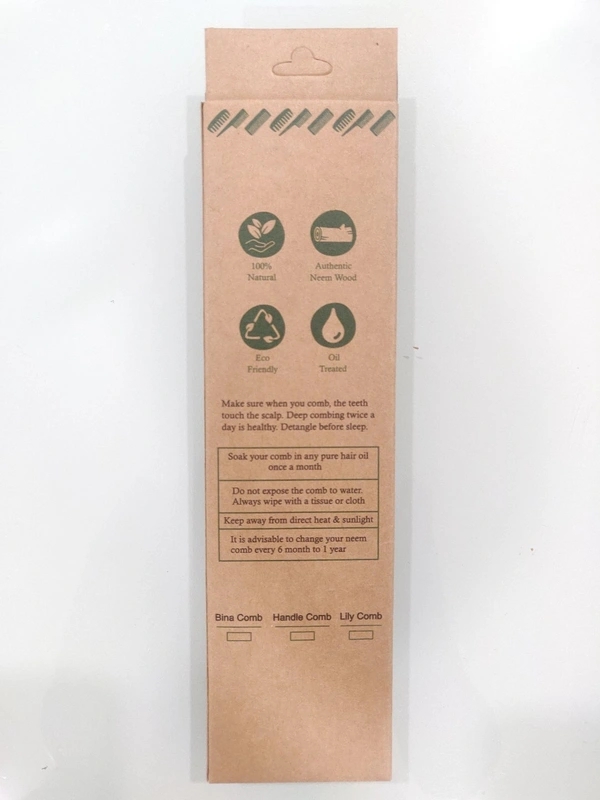 100%
Natural
Authentic
Neem Wood
Eco
Friendly
Oil
Treated
Make sure when you comb, the teeth
touch the scalp. Deep combing twice a
day is healthy. Detangle before sleep.
Soak your comb in any pure hair oil
once a month
Do not expose the comb to water.
Always wipe with a tissue or cloth
Keep away from direct heat & sunlight
It is advisable to change your neem
comb every 6 month to 1 year
Bina Comb Handle Comb Lily Comb